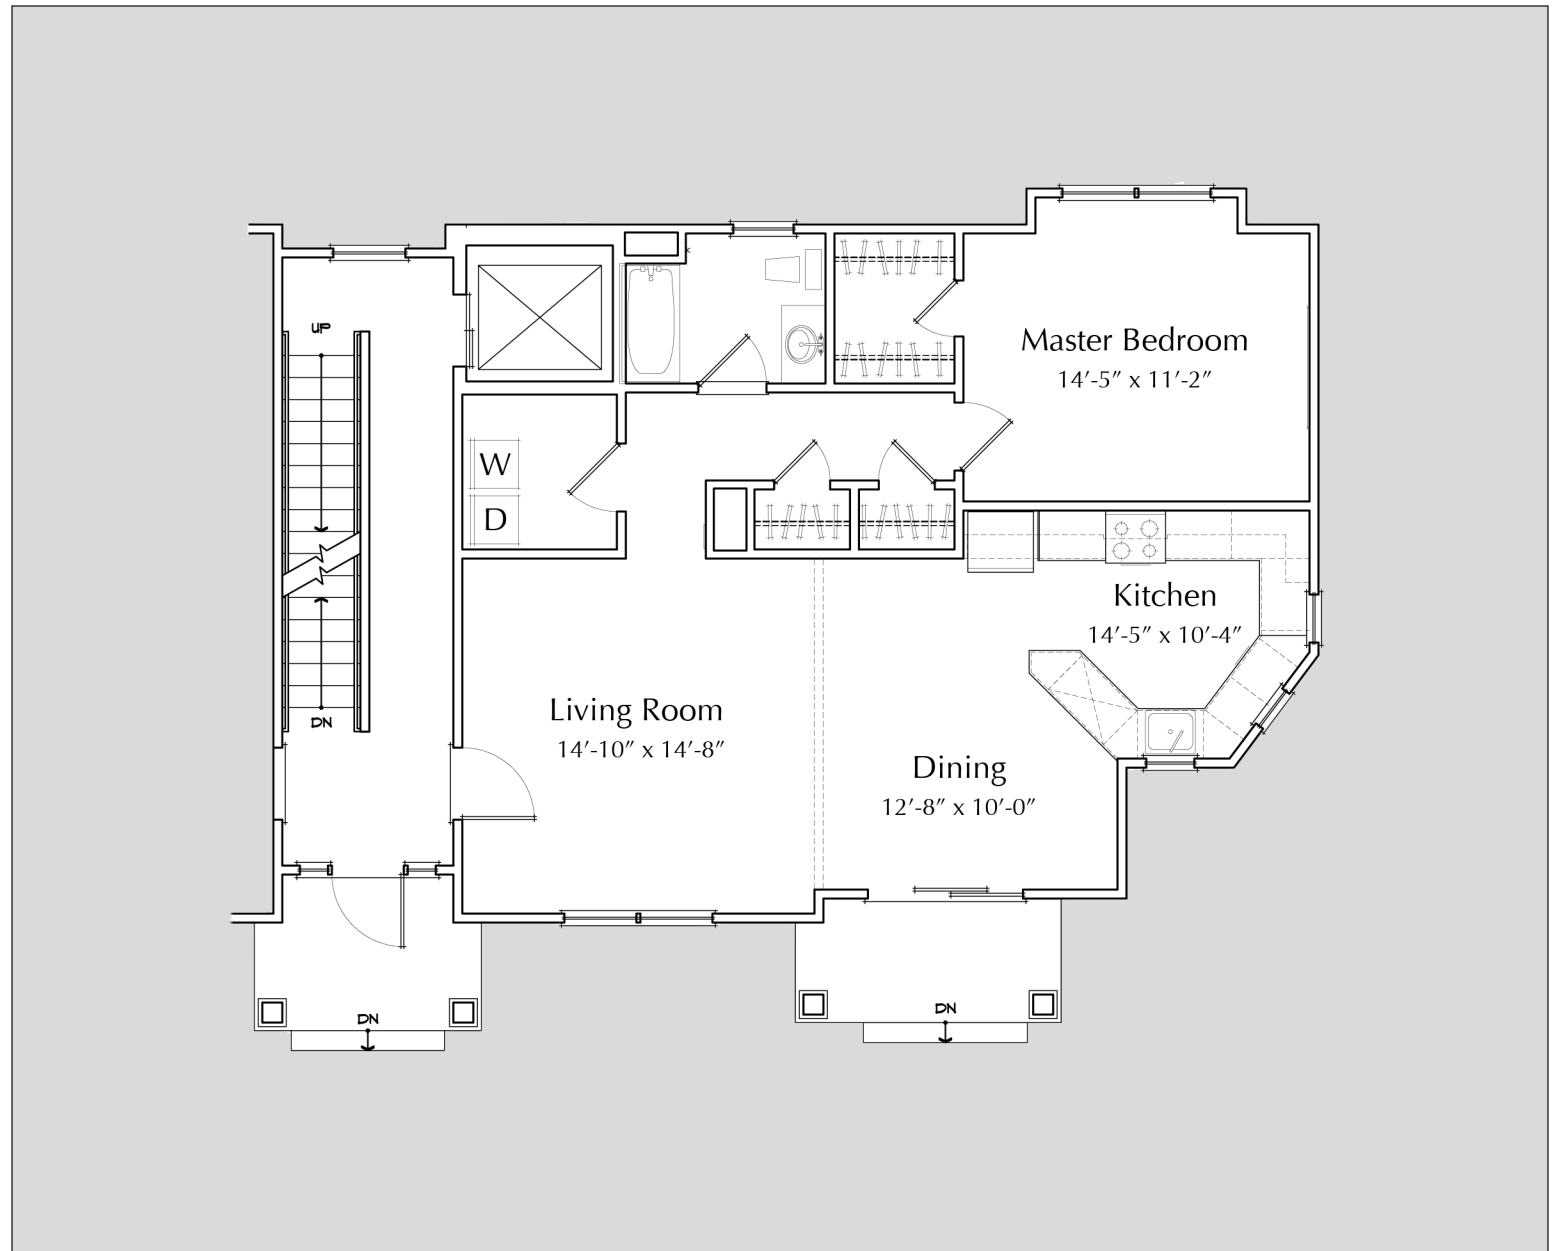 UP
Master Bedroom
14′-5″ x 11′-2″
W
D
Kitchen
14′-5″ x 10′-4″
Living Room
14′-10″ x 14′-8″
DN
Dining
12′-8″ x 10′-0″
DN
DN